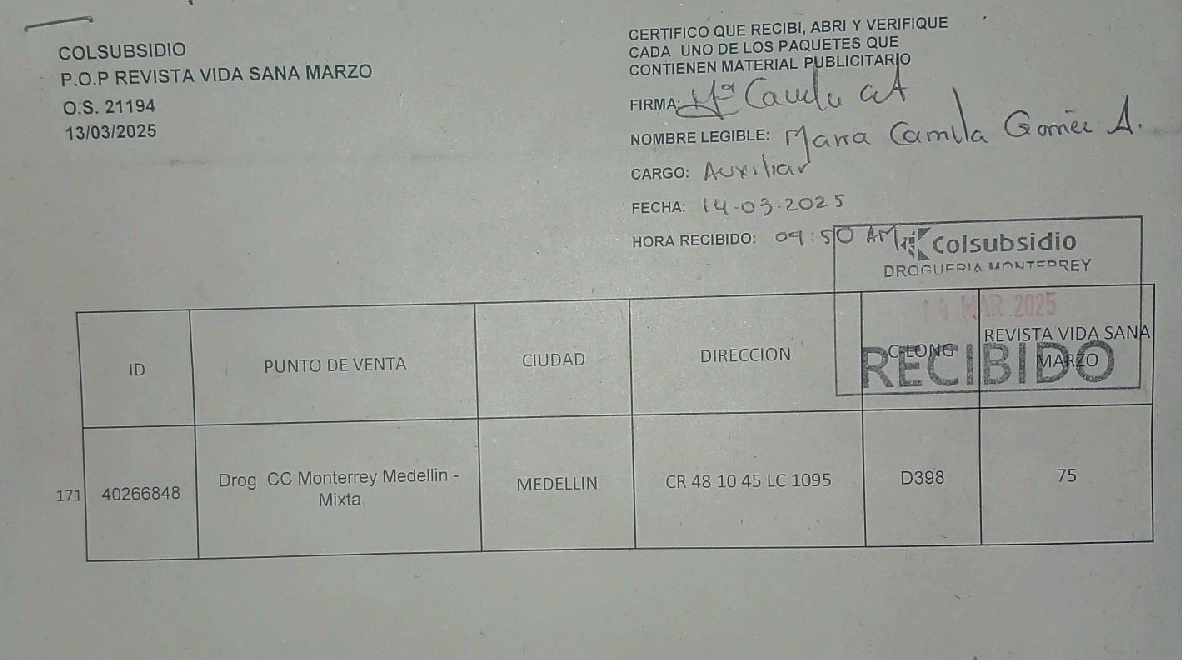 COLSUBSIDIO
P.O.P REVISTA VIDA SANA MARZO
O.S. 21194
13/03/2025
CERTIFICO QUE RECIBI, ABRI Y VERIFIQUE
CADA UNO DE LOS PAQUETES QUE
CONTIENEN MATERIAL PUBLICITARIO
FIRMA: Mª
NOMBRE LEGIBLE: Maria Camila Gomez A.
CARGO: Auxiliar
FECHA: 14-03-2025
HORA RECIBIDO: 09:50 AM
Colsubsidio
DROGUERIA MONTERREY
14 MAR 2025
RECIBIDO
ID PUNTO DE VENTA CIUDAD DIRECCION REVISTA VIDA SANA MARZO
171 40266848 Drog CC Monterrey Medellin - Mixta MEDELLIN CR 48 10 45 LC 1095 D398 75